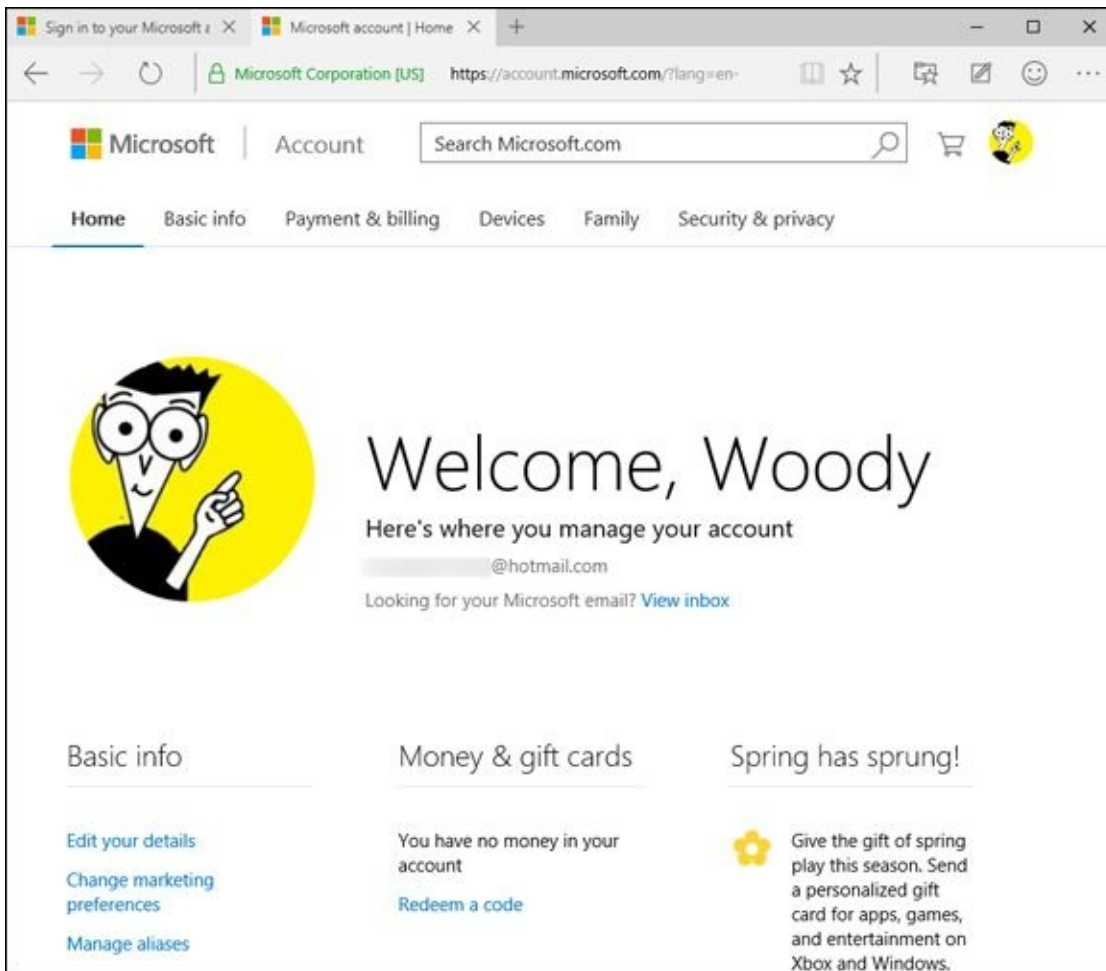 Sign in to your Microsoft a
Microsoft account | Home
Microsoft Corporation [US] https://account.microsoft.com/?lang=en-
Microsoft | Account Search Microsoft.com
Home Basic info Payment & billing Devices Family Security & privacy
Welcome, Woody
Here's where you manage your account
@hotmail.com
Looking for your Microsoft email? View inbox
Basic info
Edit your details
Change marketing
preferences
Manage aliases
Money & gift cards
You have no money in your
account
Redeem a code
Spring has sprung!
Give the gift of spring
play this season. Send
a personalized gift
card for apps, games,
and entertainment on
Xbox and Windows.